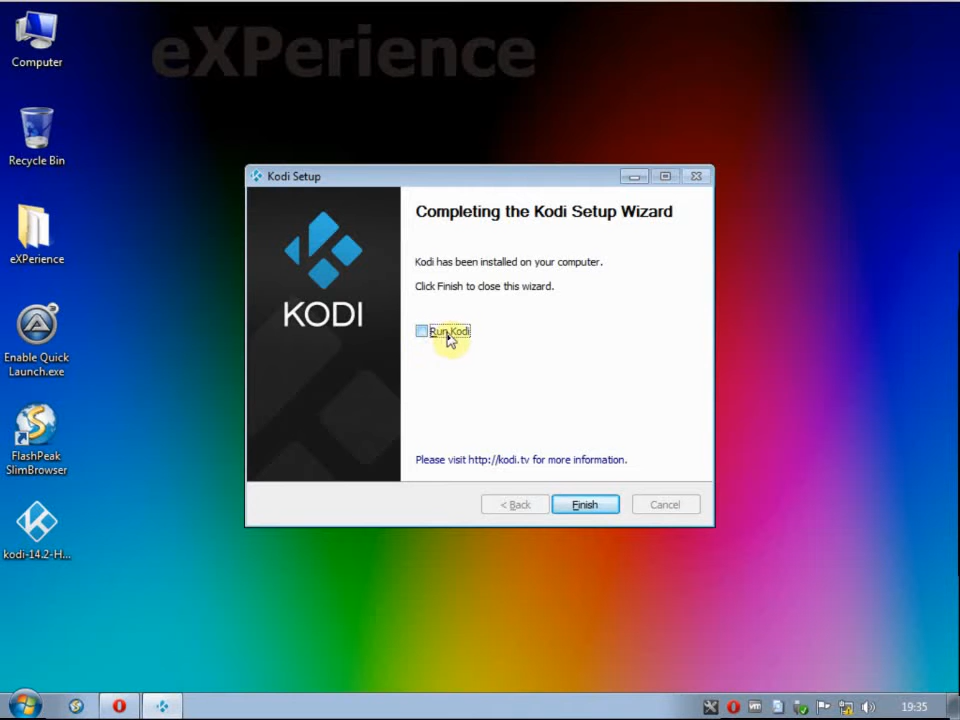 eXPerience
Computer
Recycle Bin
eXPerience
Enable Quick
Launch.exe
FlashPeak
SlimBrowser
kodi-14.2-H...
Kodi Setup
KODI
Completing the Kodi Setup Wizard
Kodi has been installed on your computer.
Click Finish to close this wizard.
Run Kodi
Please visit http://kodi.tv for more information.
< Back
Finish
Cancel
19:35